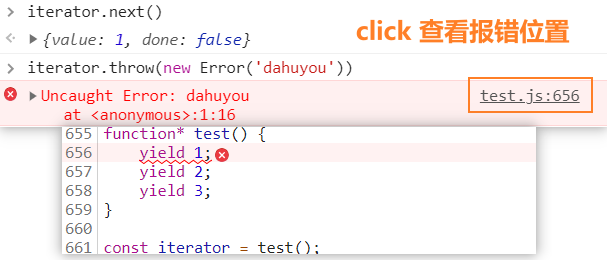 > iterator.next()
click 查看报错位置
<· ▶ {value: 1, done: false}
> iterator.throw(new Error('dahuyou'))
▶ Uncaught Error: dahuyou
test.js:656
at <anonymous>:1:16
655 function* test() {
656 yield 1;
657 yield 2;
658 yield 3;
659 }
660
661 const iterator = test();